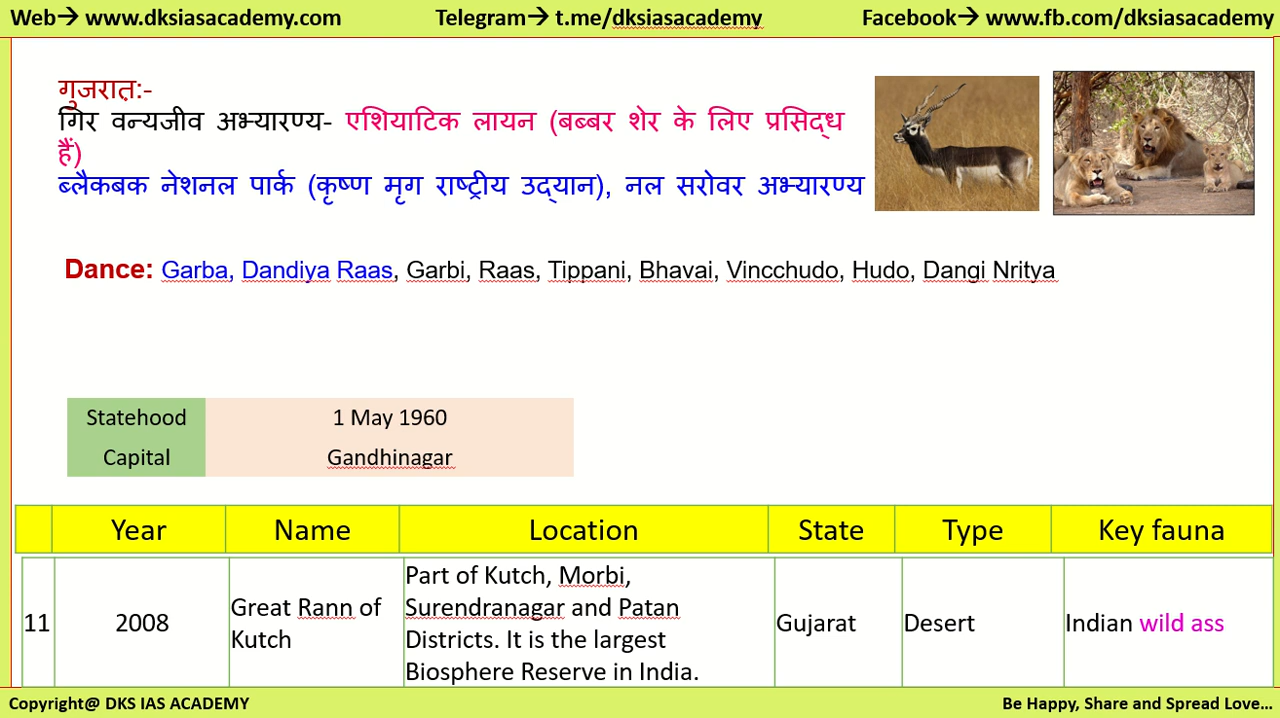 Web→ www.dksiasacademy.com Telegram→ t.me/dksiasacademy Facebook→ www.fb.com/dksiasacademy
गुजरात़:-
गिर वन्यजीव अभ्यारण्य- एशियाटिक लायन (बब्बर शेर के लिए प्रसिद्ध
हैं)
ब्लैकबक नेशनल पार्क (कृष्ण मृग राष्ट्रीय उद्यान), नल सरोवर अभ्यारण्य
Dance: Garba, Dandiya Raas, Garbi, Raas, Tippani, Bhavai, Vincchudo, Hudo, Dangi Nritya
Statehood 1 May 1960
Capital Gandhinagar
Year Name Location State Type Key fauna
11 2008 Great Rann of Kutch Part of Kutch, Morbi, Surendranagar and Patan Districts. It is the largest Biosphere Reserve in India. Gujarat Desert Indian wild ass
Copyright@ DKS IAS ACADEMY Be Happy, Share and Spread Love...